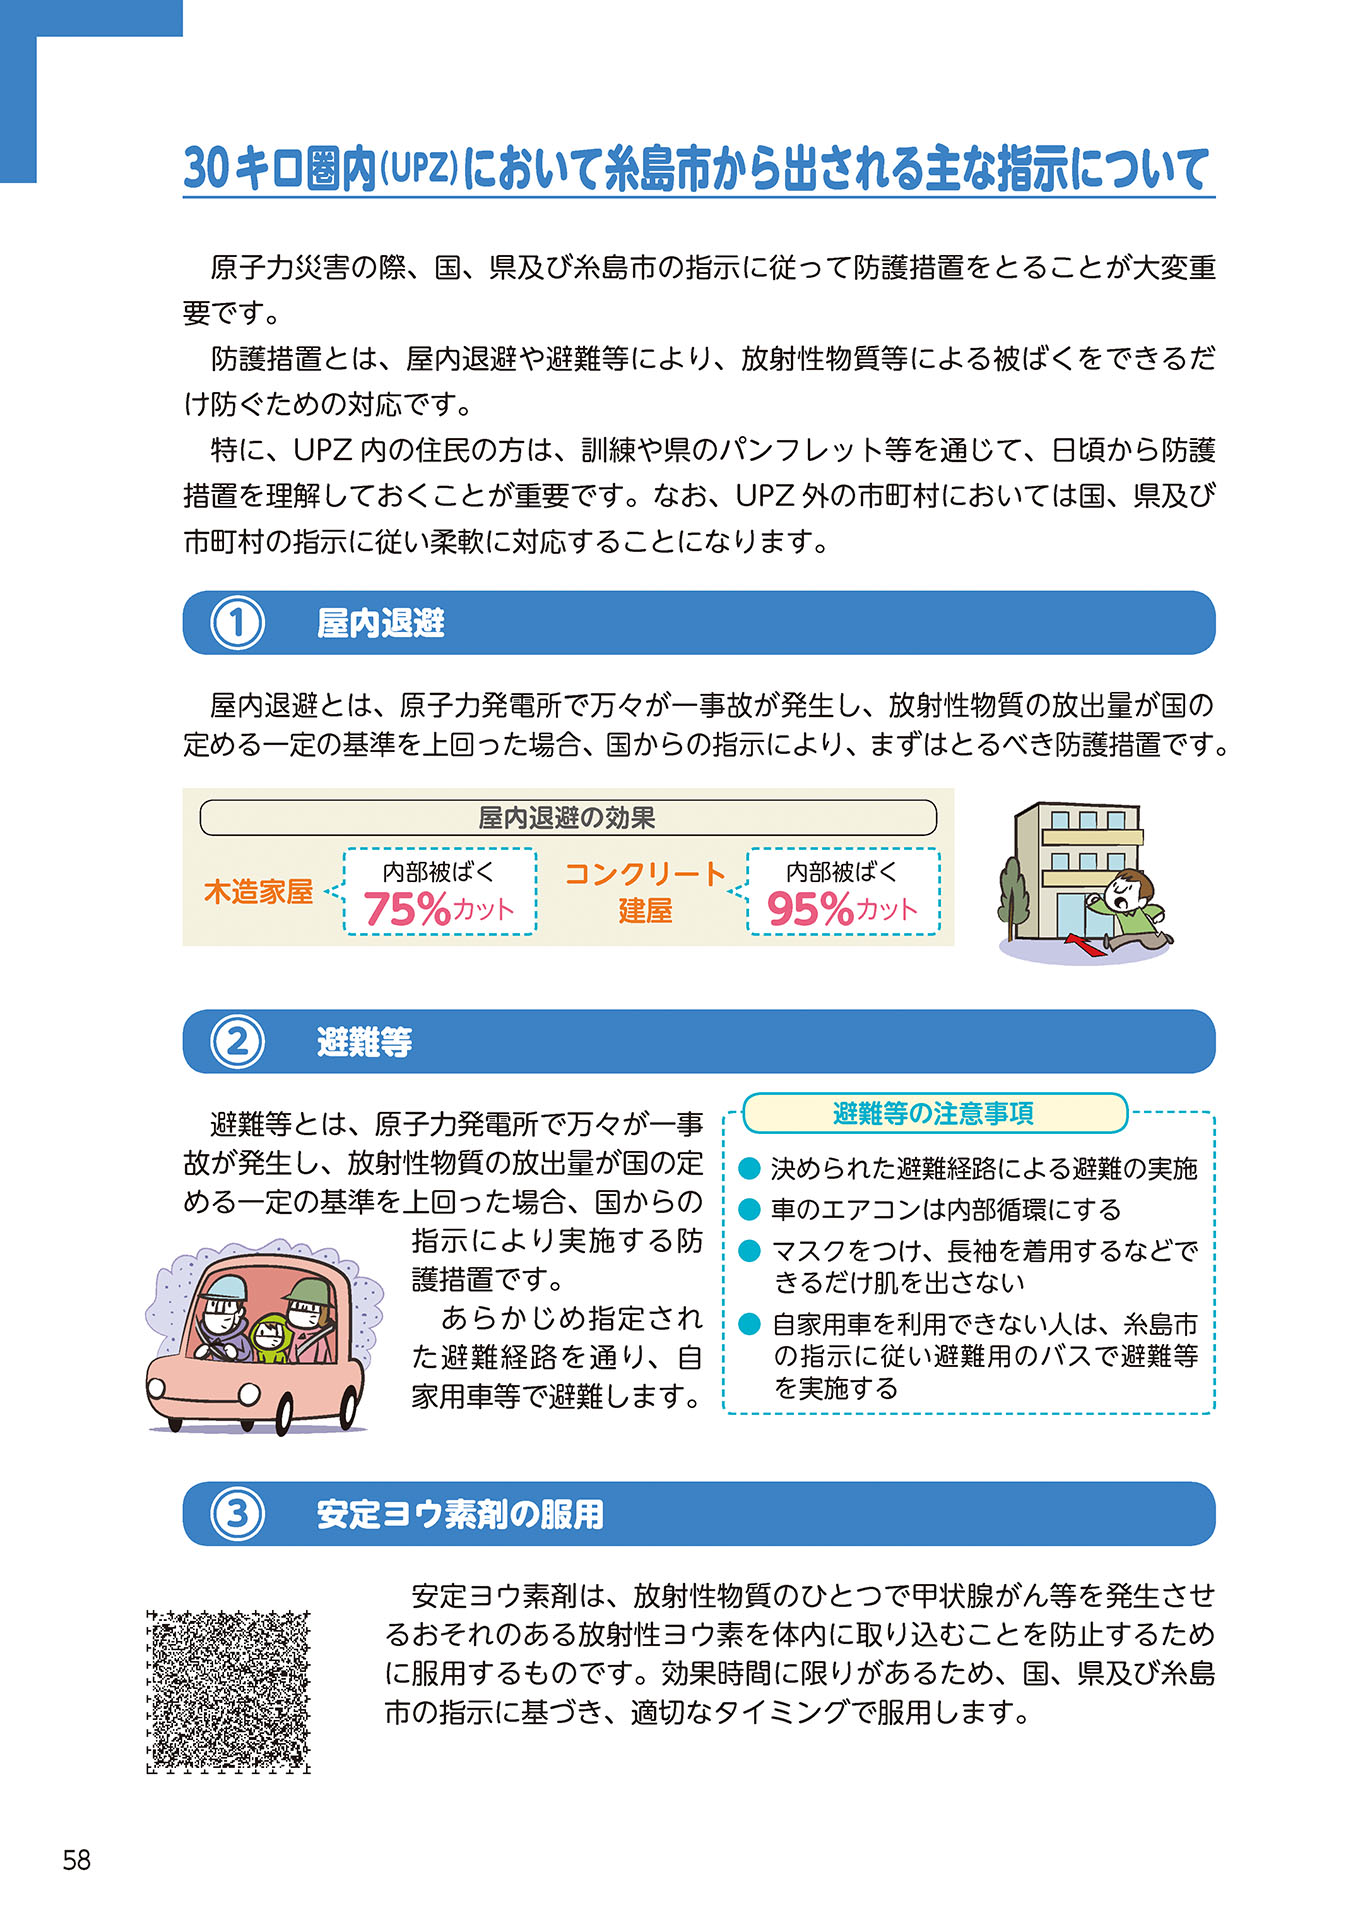 30キロ圏内(UPZ)において糸島市から出される主な指示について
原子力災害の際、国、県及び糸島市の指示に従って防護措置をとることが大変重
要です。
防護措置とは、屋内退避や避難等により、放射性物質等による被ばくをできるだ
け防ぐための対応です。
特に、UPZ 内の住民の方は、訓練や県のパンフレット等を通じて、日頃から防護
措置を理解しておくことが重要です。なお、UPZ 外の市町村においては国、県及び
市町村の指示に従い柔軟に対応することになります。
① 屋内退避
屋内退避とは、原子力発電所で万々が一事故が発生し、放射性物質の放出量が国の
定める一定の基準を上回った場合、国からの指示により、まずはとるべき防護措置です。
屋内退避の効果
木造家屋
内部被ばく
75%カット
コンクリート
建屋
内部被ばく
95%カット
② 避難等
避難等とは、原子力発電所で万々が一事
故が発生し、放射性物質の放出量が国の定
める一定の基準を上回った場合、国からの
指示により実施する防
護措置です。
あらかじめ指定され
た避難経路を通り、自
家用車等で避難します。
避難等の注意事項
● 決められた避難経路による避難の実施
● 車のエアコンは内部循環にする
● マスクをつけ、長袖を着用するなどで
きるだけ肌を出さない
● 自家用車を利用できない人は、糸島市
の指示に従い避難用のバスで避難等
を実施する
③ 安定ヨウ素剤の服用
安定ヨウ素剤は、放射性物質のひとつで甲状腺がん等を発生させ
るおそれのある放射性ヨウ素を体内に取り込むことを防止するため
に服用するものです。効果時間に限りがあるため、国、県及び糸島
市の指示に基づき、適切なタイミングで服用します。
58